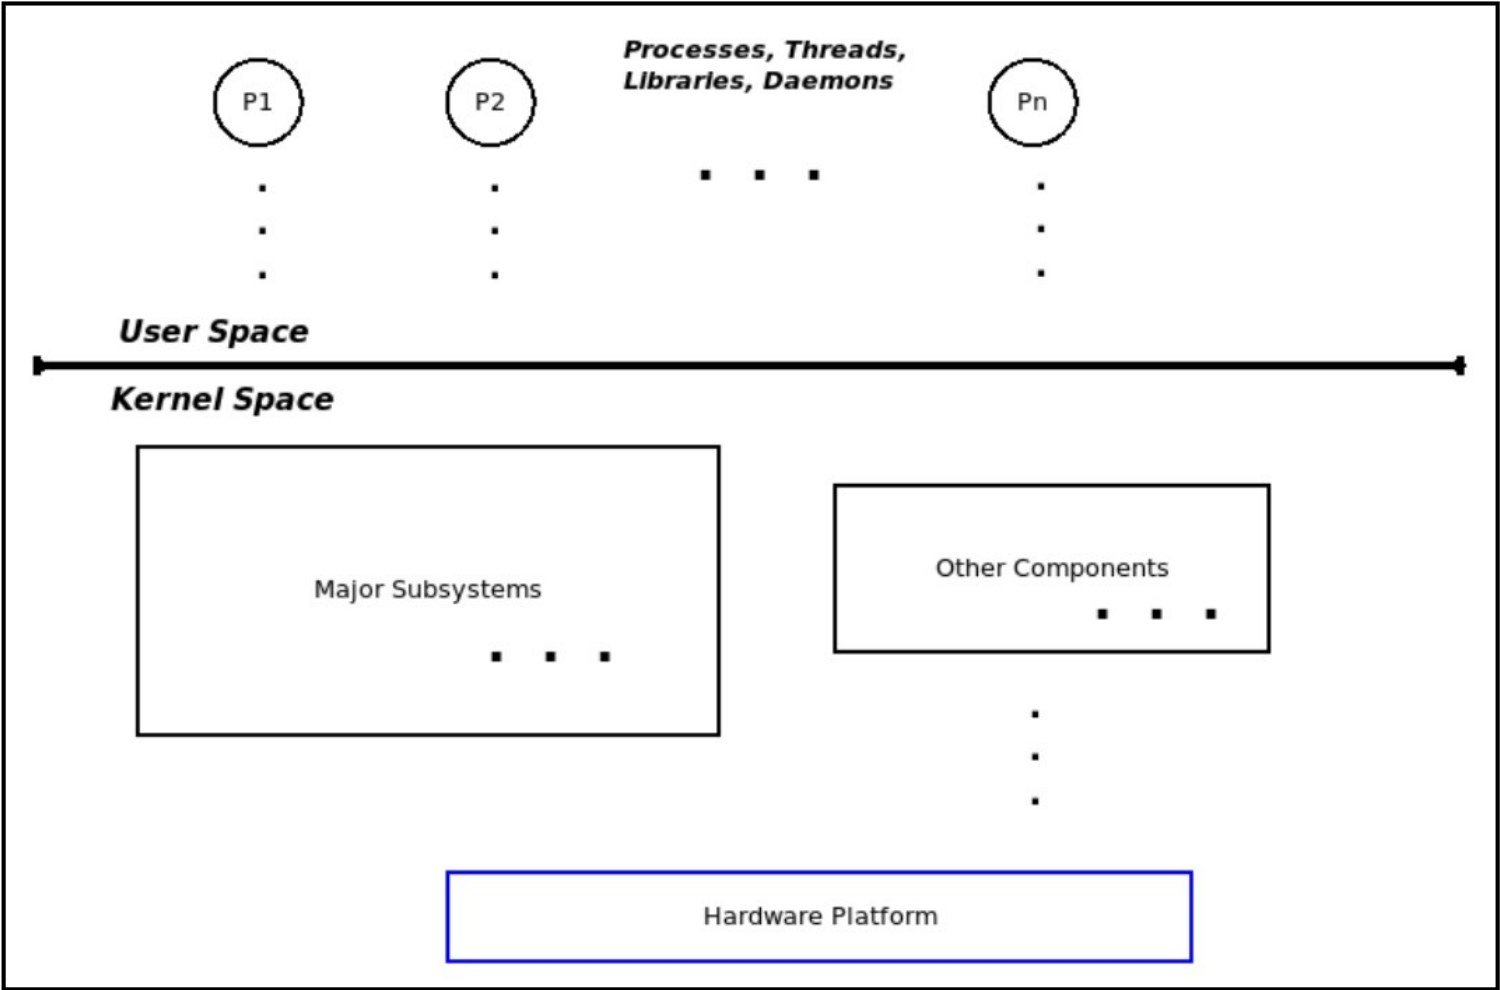 Processes, Threads,
Libraries, Daemons
P1
P2
Pn
User Space
Kernel Space
Major Subsystems
Other Components
Hardware Platform